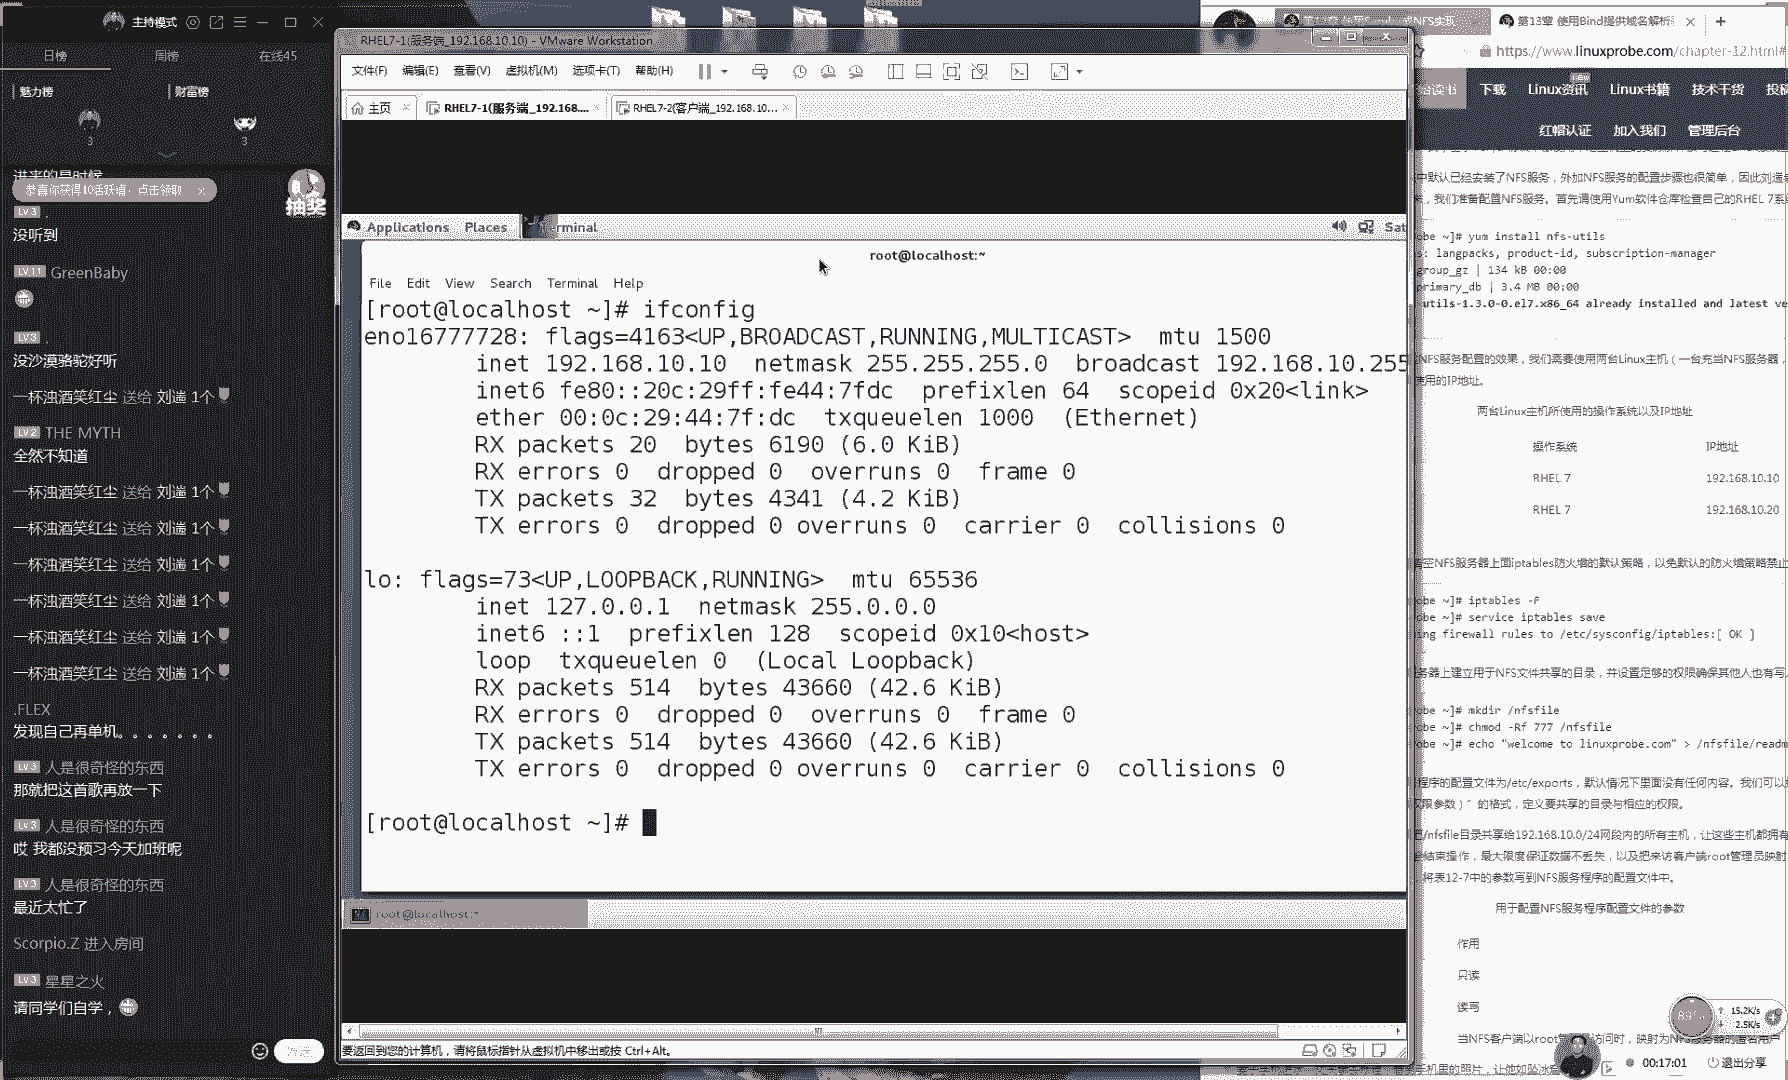 主持模式
日榜 周榜 在线45
魅力榜 财富榜
3 3
恭喜你获得10活跃值，点击领取
抽奖
LV3 .
没听到
LV11 GreenBaby
LV3 .
没沙漠骆驼好听
一杯浊酒笑红尘 送给 刘遄 1个
LV2 THE MYTH
全然不知道
一杯浊酒笑红尘 送给 刘遄 1个
一杯浊酒笑红尘 送给 刘遄 1个
一杯浊酒笑红尘 送给 刘遄 1个
一杯浊酒笑红尘 送给 刘遄 1个
一杯浊酒笑红尘 送给 刘遄 1个
一杯浊酒笑红尘 送给 刘遄 1个
.FLEX
发现自己再单机。。。。。。。
LV3 人是很奇怪的东西
那就把这首歌再放一下
LV3 人是很奇怪的东西
哎 我都没预习今天加班呢
LV3 人是很奇怪的东西
最近太忙了
Scorpio.Z 进入房间
LV3 星星之火
请同学们自学，
RHEL7-1(服务端_192.168.10.10) - VMware Workstation
文件(F) 编辑(E) 查看(V) 虚拟机(M) 选项卡(T) 帮助(H)
主页 RHEL7-1(服务端_192.168.... RHEL7-2(客户端_192.168.10...
Applications Places Terminal Sat
root@localhost:~
File Edit View Search Terminal Help
[root@localhost ~]# ifconfig
eno16777728: flags=4163<UP,BROADCAST,RUNNING,MULTICAST>  mtu 1500
inet 192.168.10.10  netmask 255.255.255.0  broadcast 192.168.10.255
inet6 fe80::20c:29ff:fe44:7fdc  prefixlen 64  scopeid 0x20<link>
ether 00:0c:29:44:7f:dc  txqueuelen 1000  (Ethernet)
RX packets 20  bytes 6190 (6.0 KiB)
RX errors 0  dropped 0  overruns 0  frame 0
TX packets 32  bytes 4341 (4.2 KiB)
TX errors 0  dropped 0 overruns 0  carrier 0  collisions 0
lo: flags=73<UP,LOOPBACK,RUNNING>  mtu 65536
inet 127.0.0.1  netmask 255.0.0.0
inet6 ::1  prefixlen 128  scopeid 0x10<host>
loop  txqueuelen 0  (Local Loopback)
RX packets 514  bytes 43660 (42.6 KiB)
RX errors 0  dropped 0  overruns 0  frame 0
TX packets 514  bytes 43660 (42.6 KiB)
TX errors 0  dropped 0 overruns 0  carrier 0  collisions 0
[root@localhost ~]#
root@localhost:~
要返回到您的计算机，请将鼠标指针从虚拟机中移出或按 Ctrl+Alt。
第13章 使用Bind提供域名解析
https://www.linuxprobe.com/chapter-12.html#
new
读书 下载 Linux资讯 Linux书籍 技术干货 投稿
红帽认证 加入我们 管理后台
中默认已经安装了NFS服务，外加NFS服务的配置步骤也很简单，因此刘遄老
，我们准备配置NFS服务。首先请使用Yum软件仓库检查自己的RHEL 7系
obe ~]# yum install nfs-utils
s: langpacks, product-id, subscription-manager
group_gz | 134 kB 00:00
primary_db | 3.4 MB 00:00
utils-1.3.0-0.el7.x86_64 already installed and latest ve
NFS服务配置的效果，我们需要使用两台Linux主机（一台充当NFS服务器，
使用的IP地址。
两台Linux主机所使用的操作系统以及IP地址
操作系统 IP地址
RHEL 7 192.168.10.10
RHEL 7 192.168.10.20
清空NFS服务器上面iptables防火墙的默认策略，以免默认的防火墙策略禁止
obe ~]# iptables -F
obe ~]# service iptables save
ing firewall rules to /etc/sysconfig/iptables:[ OK ]
服务器上建立用于NFS文件共享的目录，并设置足够的权限确保其他人也有写入
obe ~]# mkdir /nfsfile
obe ~]# chmod -Rf 777 /nfsfile
obe ~]# echo "welcome to linuxprobe.com" > /nfsfile/readm
程序的配置文件为/etc/exports，默认情况下里面没有任何内容。我们可以
权限参数）”的格式，定义要共享的目录与相应的权限。
把/nfsfile目录共享给192.168.10.0/24网段内的所有主机，让这些主机都拥有
结束操作，最大限度保证数据不丢失，以及把来访客户端root管理员映射
，将表12-7中的参数写到NFS服务程序的配置文件中。
用于配置NFS服务程序配置文件的参数
作用
只读
读写
当NFS客户端以root管理员访问时，映射为NFS服务器的匿名用户
15.2K/s
2.5K/s
00:17:01 退出分享